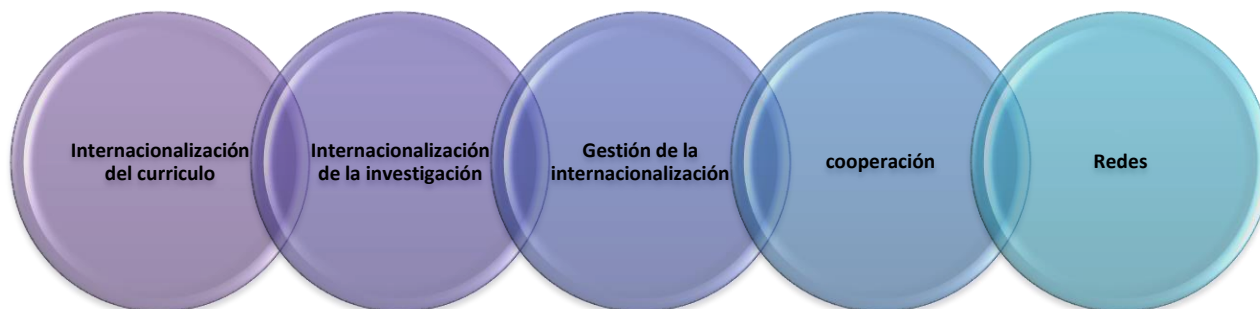 Internacionalización
del curriculo
Internacionalización
de la investigación
Gestión de la
internacionalización
cooperación
Redes